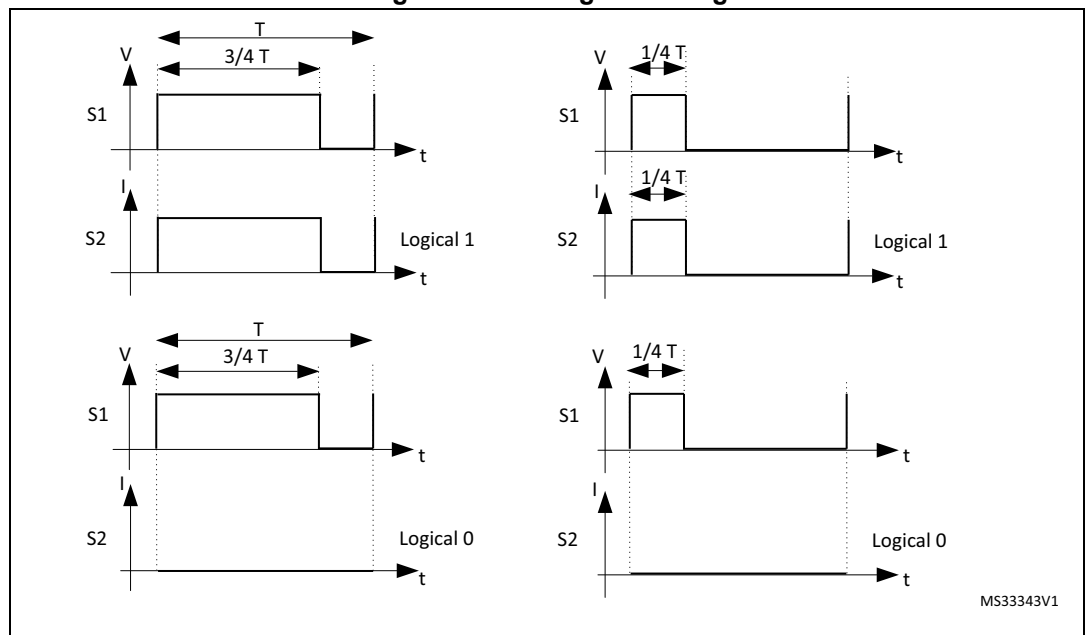 T
V
3/4 T
S1
t
I
S2
Logical 1
t
V
1/4 T
S1
t
I
1/4 T
S2
Logical 1
t
T
V
3/4 T
S1
t
I
S2
Logical 0
t
V
1/4 T
S1
t
I
S2
Logical 0
t
MS33343V1